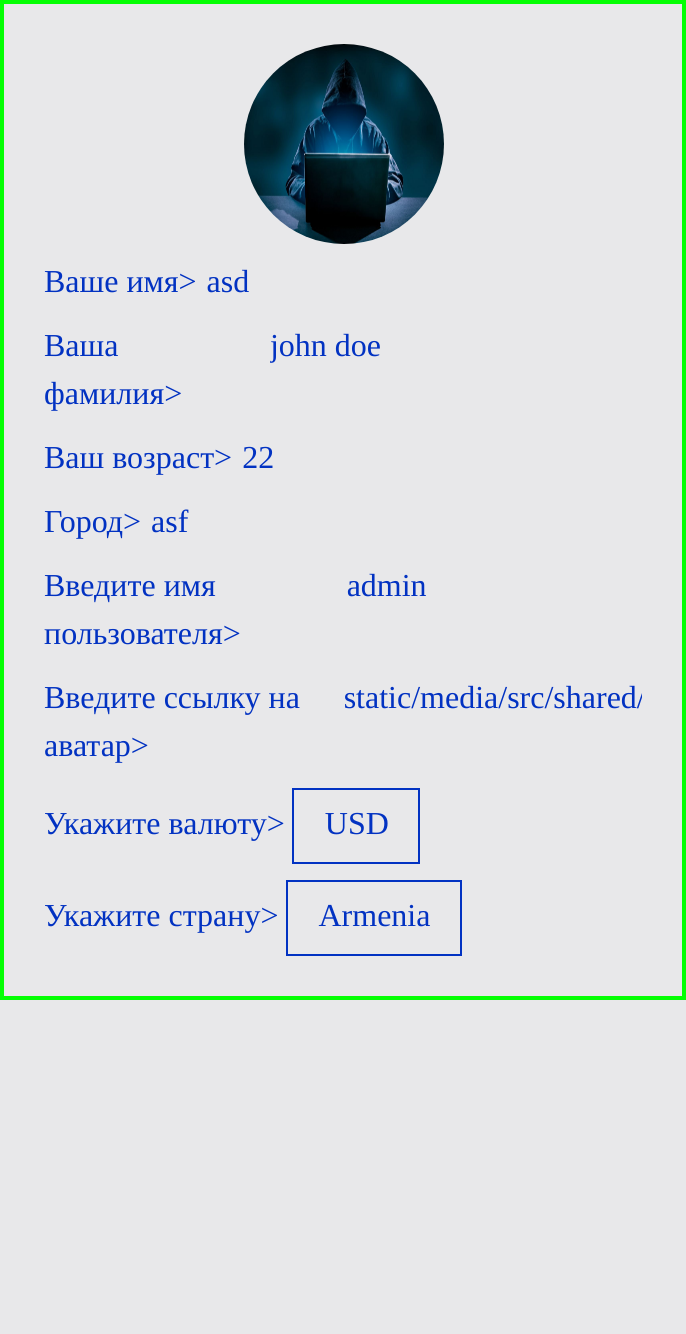 Ваше имя> asd
Ваша john doe
фамилия>
Ваш возраст> 22
Город> asf
Введите имя admin
пользователя>
Введите ссылку на static/media/src/shared/
аватар>
Укажите валюту> USD
Укажите страну> Armenia